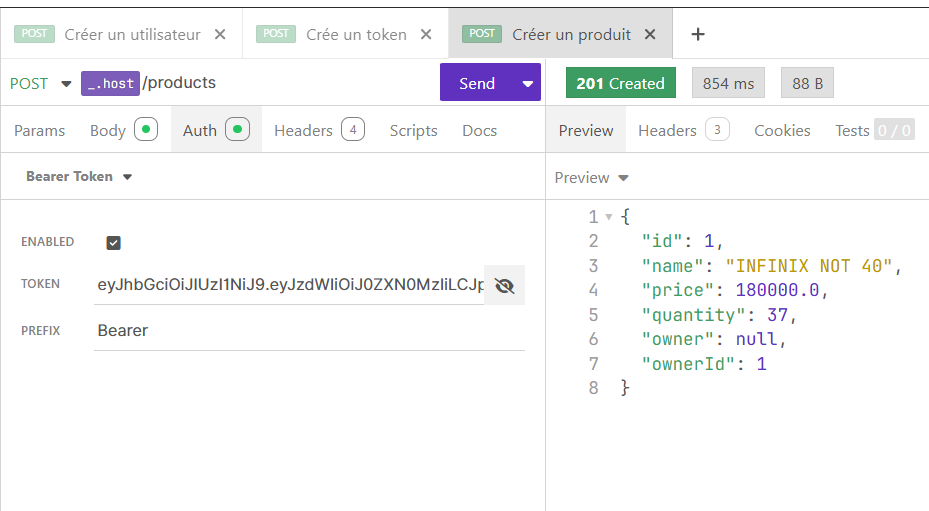 POST Créer un utilisateur POST Crée un token POST Créer un produit
POST _.host /products Send 201 Created 854 ms 88 B
Params Body Auth Headers 4 Scripts Docs Preview Headers 3 Cookies Tests 0 / 0
Bearer Token Preview
ENABLED
TOKEN eyJhbGciOiJIUzI1NiJ9.eyJzdWIiOiJ0ZXN0MzIiLCJp
PREFIX Bearer
1 {
2 "id": 1,
3 "name": "INFINIX NOT 40",
4 "price": 180000.0,
5 "quantity": 37,
6 "owner": null,
7 "ownerId": 1
8 }